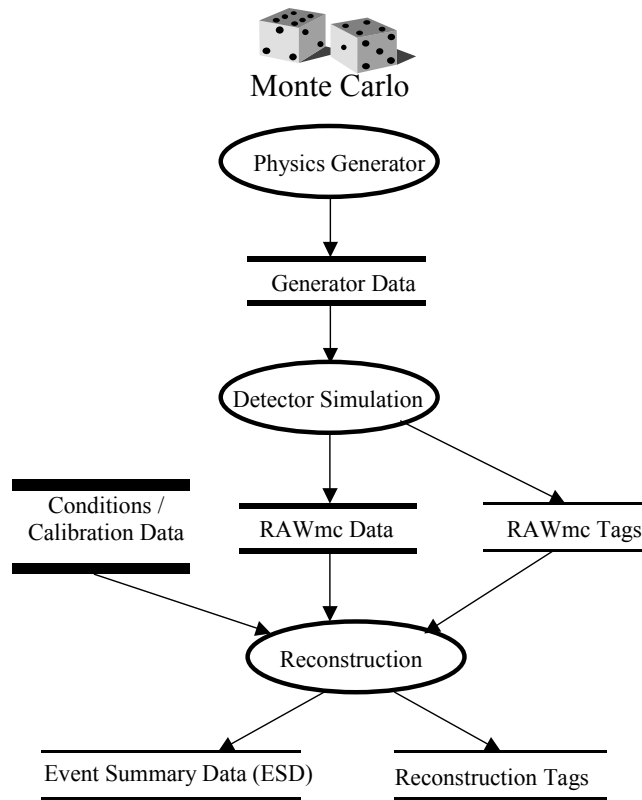 Monte Carlo
Physics Generator
Generator Data
Detector Simulation
Conditions /
Calibration Data
RAWmc Data
RAWmc Tags
Reconstruction
Event Summary Data (ESD)
Reconstruction Tags